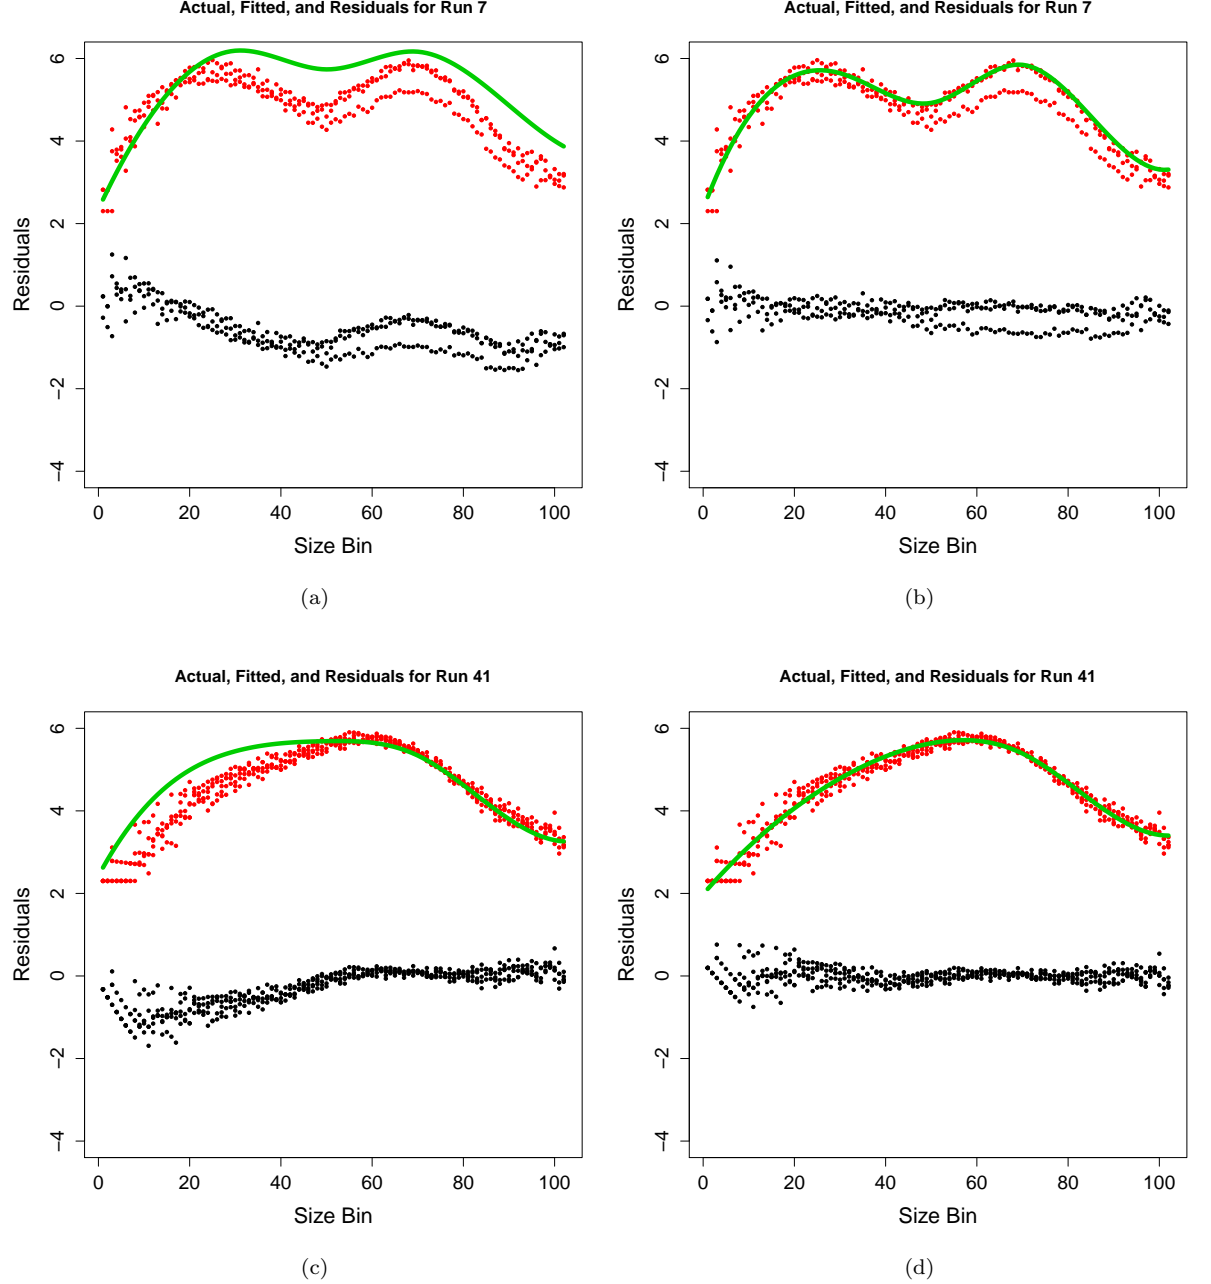 Actual, Fitted, and Residuals for Run 7
Residuals
6
4
2
0
−2
−4
0 20 40 60 80 100
Size Bin
(a)
Actual, Fitted, and Residuals for Run 7
Residuals
6
4
2
0
−2
−4
0 20 40 60 80 100
Size Bin
(b)
Actual, Fitted, and Residuals for Run 41
Residuals
6
4
2
0
−2
−4
0 20 40 60 80 100
Size Bin
(c)
Actual, Fitted, and Residuals for Run 41
Residuals
6
4
2
0
−2
−4
0 20 40 60 80 100
Size Bin
(d)